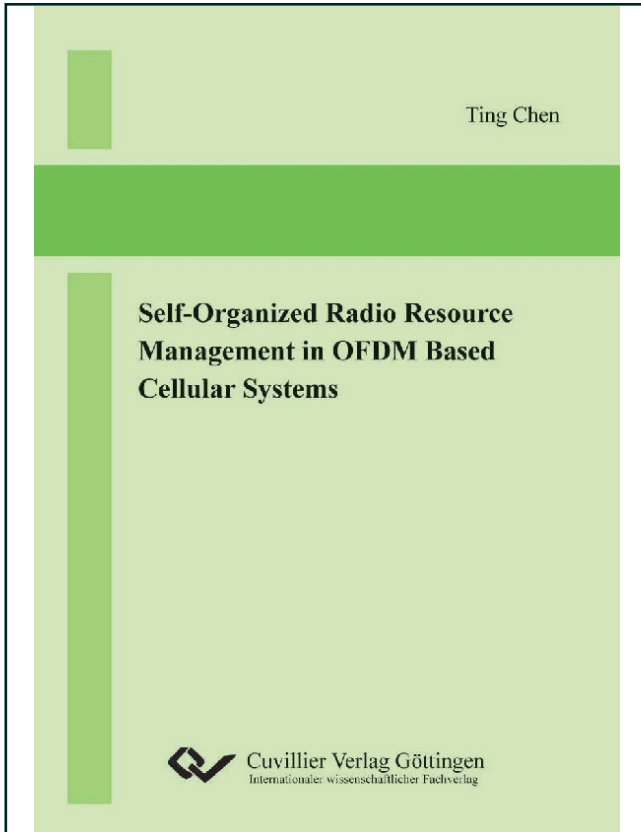 Ting Chen
Self-Organized Radio Resource
Management in OFDM Based
Cellular Systems
Cuvillier Verlag Göttingen
Internationaler wissenschaftlicher Fachverlag